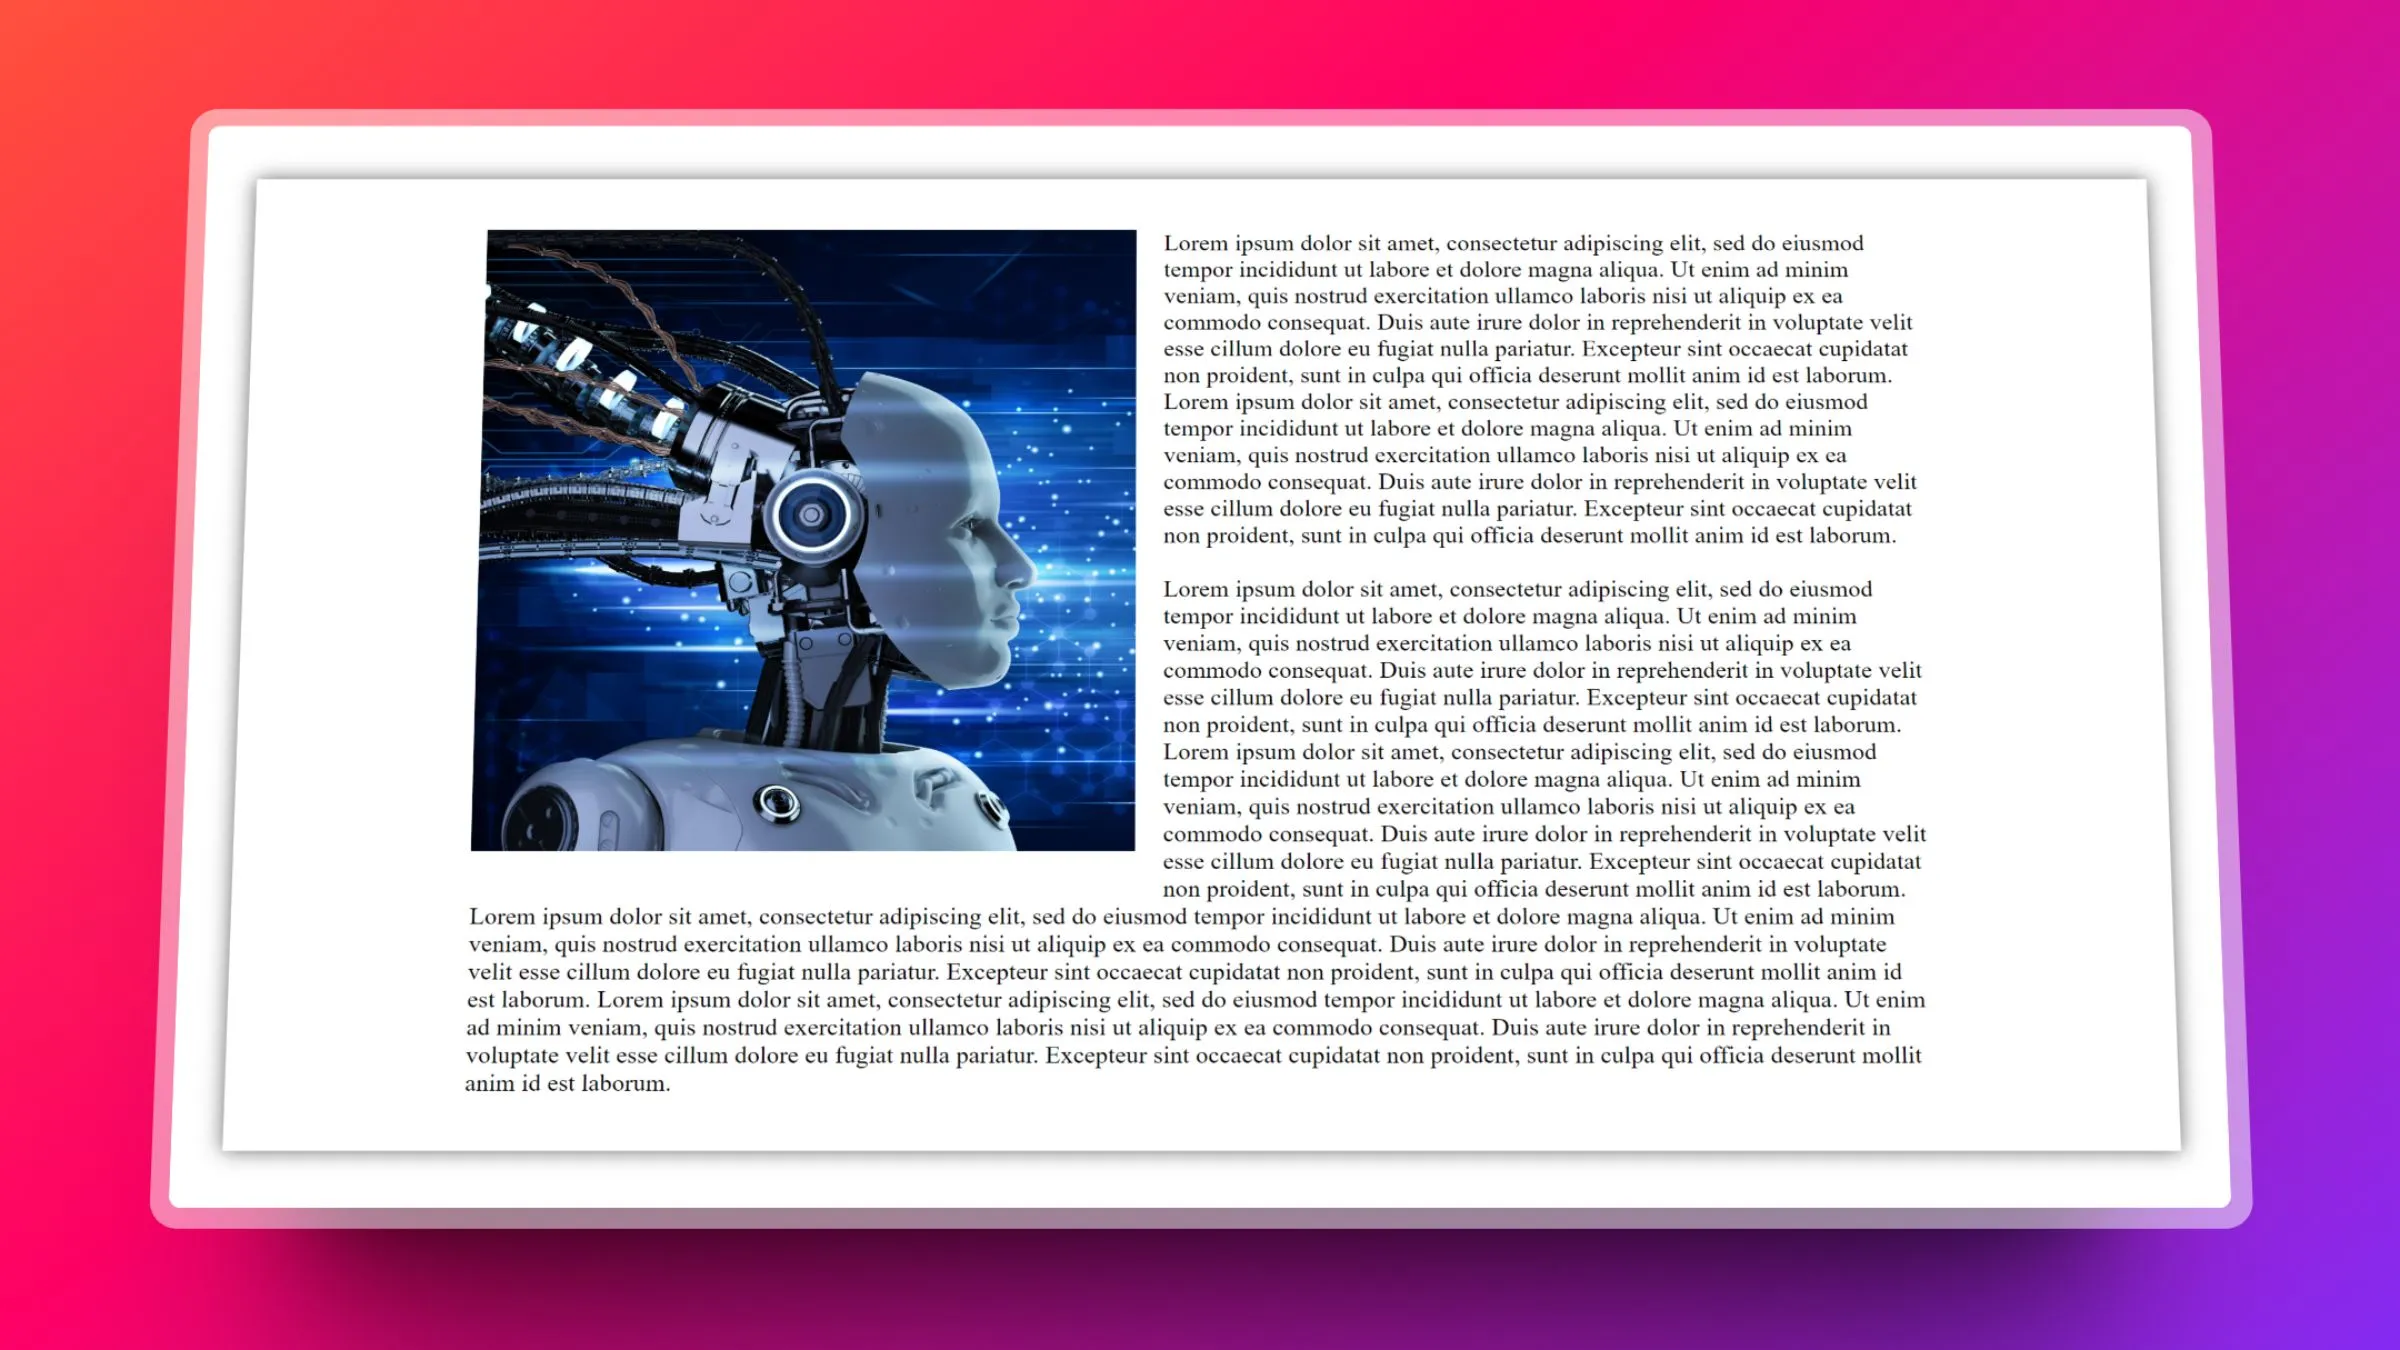 Lorem ipsum dolor sit amet, consectetur adipiscing elit, sed do eiusmod
tempor incididunt ut labore et dolore magna aliqua. Ut enim ad minim
veniam, quis nostrud exercitation ullamco laboris nisi ut aliquip ex ea
commodo consequat. Duis aute irure dolor in reprehenderit in voluptate velit
esse cillum dolore eu fugiat nulla pariatur. Excepteur sint occaecat cupidatat
non proident, sunt in culpa qui officia deserunt mollit anim id est laborum.
Lorem ipsum dolor sit amet, consectetur adipiscing elit, sed do eiusmod
tempor incididunt ut labore et dolore magna aliqua. Ut enim ad minim
veniam, quis nostrud exercitation ullamco laboris nisi ut aliquip ex ea
commodo consequat. Duis aute irure dolor in reprehenderit in voluptate velit
esse cillum dolore eu fugiat nulla pariatur. Excepteur sint occaecat cupidatat
non proident, sunt in culpa qui officia deserunt mollit anim id est laborum.
Lorem ipsum dolor sit amet, consectetur adipiscing elit, sed do eiusmod
tempor incididunt ut labore et dolore magna aliqua. Ut enim ad minim
veniam, quis nostrud exercitation ullamco laboris nisi ut aliquip ex ea
commodo consequat. Duis aute irure dolor in reprehenderit in voluptate velit
esse cillum dolore eu fugiat nulla pariatur. Excepteur sint occaecat cupidatat
non proident, sunt in culpa qui officia deserunt mollit anim id est laborum.
Lorem ipsum dolor sit amet, consectetur adipiscing elit, sed do eiusmod
tempor incididunt ut labore et dolore magna aliqua. Ut enim ad minim
veniam, quis nostrud exercitation ullamco laboris nisi ut aliquip ex ea
commodo consequat. Duis aute irure dolor in reprehenderit in voluptate velit
esse cillum dolore eu fugiat nulla pariatur. Excepteur sint occaecat cupidatat
non proident, sunt in culpa qui officia deserunt mollit anim id est laborum.
Lorem ipsum dolor sit amet, consectetur adipiscing elit, sed do eiusmod tempor incididunt ut labore et dolore magna aliqua. Ut enim ad minim
veniam, quis nostrud exercitation ullamco laboris nisi ut aliquip ex ea commodo consequat. Duis aute irure dolor in reprehenderit in voluptate
velit esse cillum dolore eu fugiat nulla pariatur. Excepteur sint occaecat cupidatat non proident, sunt in culpa qui officia deserunt mollit anim id
est laborum. Lorem ipsum dolor sit amet, consectetur adipiscing elit, sed do eiusmod tempor incididunt ut labore et dolore magna aliqua. Ut enim
ad minim veniam, quis nostrud exercitation ullamco laboris nisi ut aliquip ex ea commodo consequat. Duis aute irure dolor in reprehenderit in
voluptate velit esse cillum dolore eu fugiat nulla pariatur. Excepteur sint occaecat cupidatat non proident, sunt in culpa qui officia deserunt mollit
anim id est laborum.